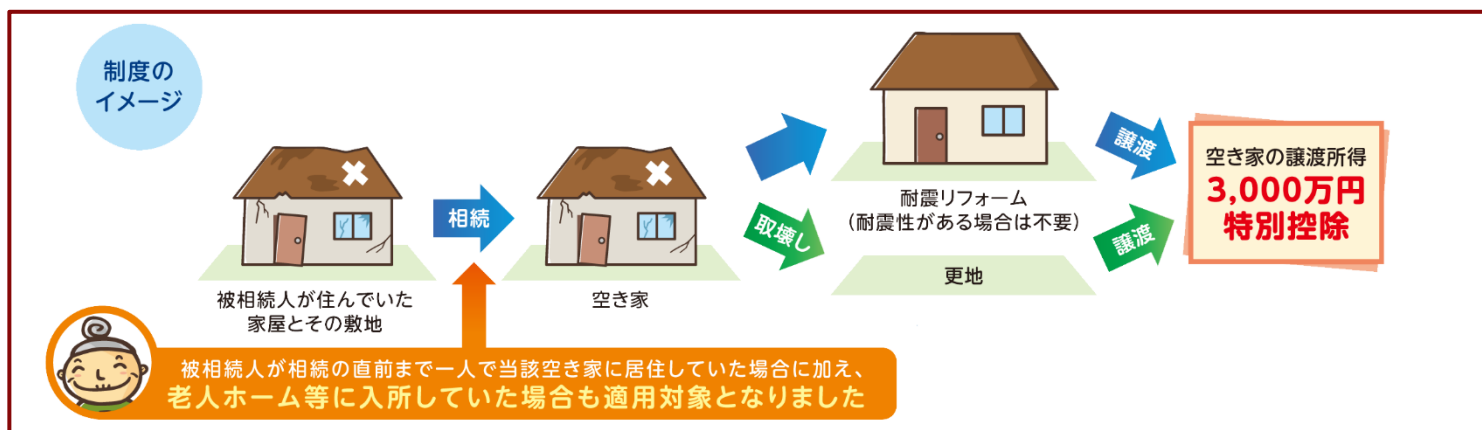 制度の
イメージ
被相続人が住んでいた
家屋とその敷地
相続
空き家
取壊し
耐震リフォーム
（耐震性がある場合は不要）
更地
譲渡
譲渡
空き家の譲渡所得
3,000万円
特別控除
被相続人が相続の直前まで一人で当該空き家に居住していた場合に加え、
老人ホーム等に入所していた場合も適用対象となりました